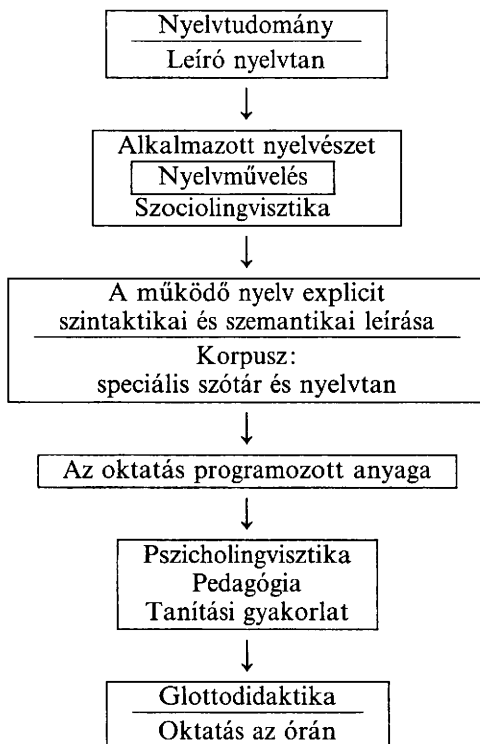 Nyelvtudomány
Leíró nyelvtan
Alkalmazott nyelvészet
Nyelvművelés
Szociolingvisztika
A működő nyelv explicit
szintaktikai és szemantikai leírása
Korpusz:
speciális szótár és nyelvtan
Az oktatás programozott anyaga
Pszicholingvisztika
Pedagógia
Tanítási gyakorlat
Glottodidaktika
Oktatás az órán